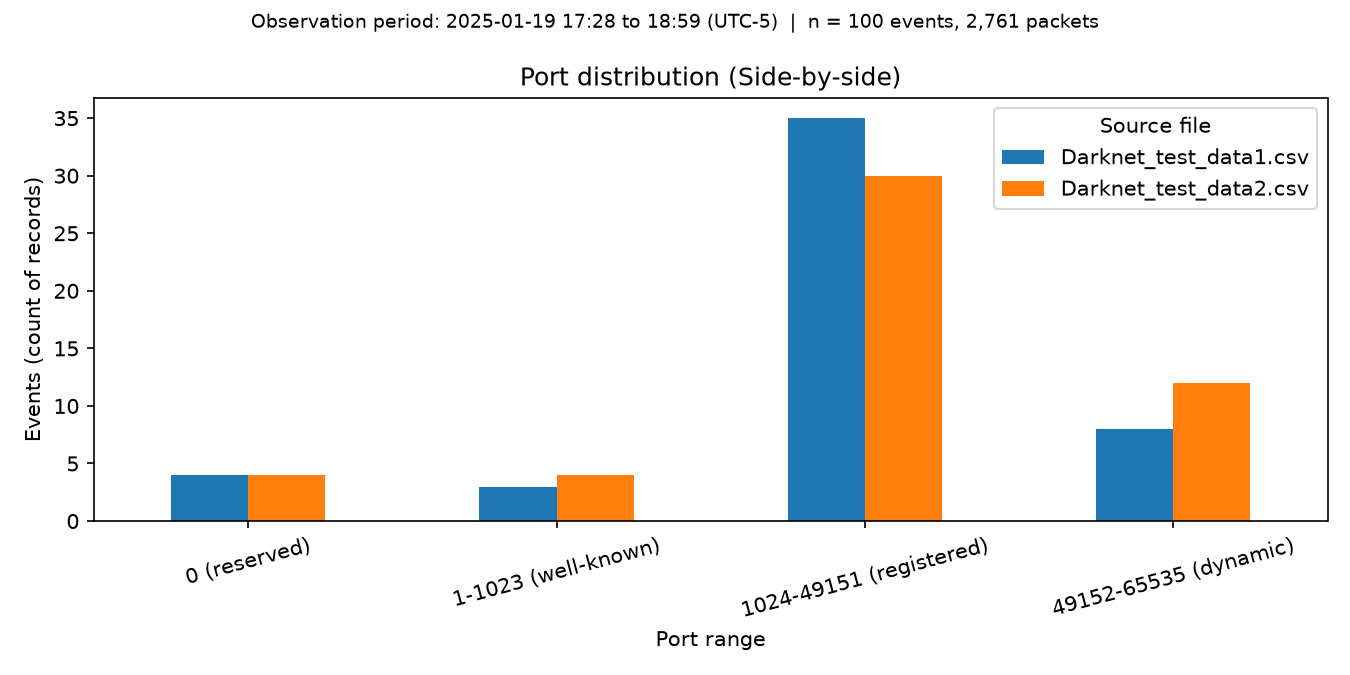 Observation period: 2025-01-19 17:28 to 18:59 (UTC-5)  |  n = 100 events, 2,761 packets
Port distribution (Side-by-side)
Source file
Darknet_test_data1.csv
Darknet_test_data2.csv
Events (count of records)
35
30
25
20
15
10
5
0
0 (reserved)
1-1023 (well-known)
1024-49151 (registered)
49152-65535 (dynamic)
Port range